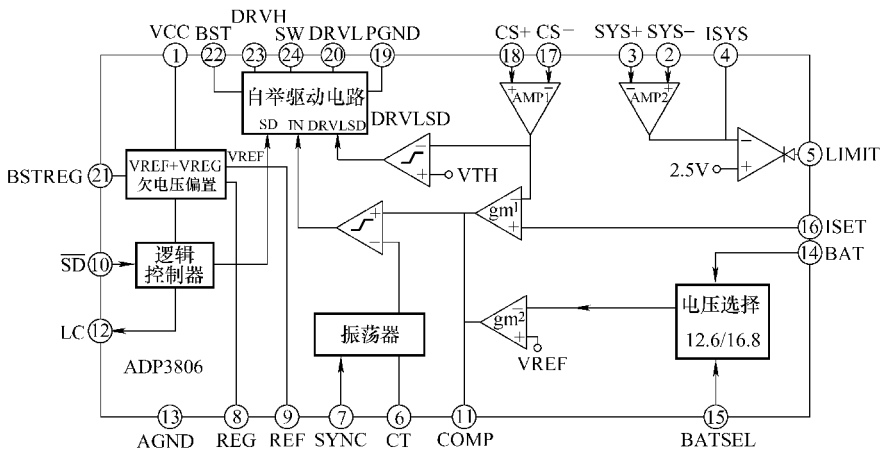 DRVH
VCC BST SW DRVL PGND CS+ CS− SYS+ SYS− ISYS
1 22 23 24 20 19 18 17 3 2 4
自举驱动电路
SD IN DRVLSD
DRVLSD
+ −
AMP1
− +
AMP2
−
+
VTH
−
+
2.5V
5 LIMIT
BSTREG 21
VREF+VREG
欠电压偏置
VREF
+
−
gm1
−
+
16 ISET
14 BAT
SD 10
逻辑
控制器
LC 12
振荡器
gm2
−
+
VREF
电压选择
12.6/16.8
ADP3806
13 8 9 7 6 11 15
AGND REG REF SYNC CT COMP BATSEL